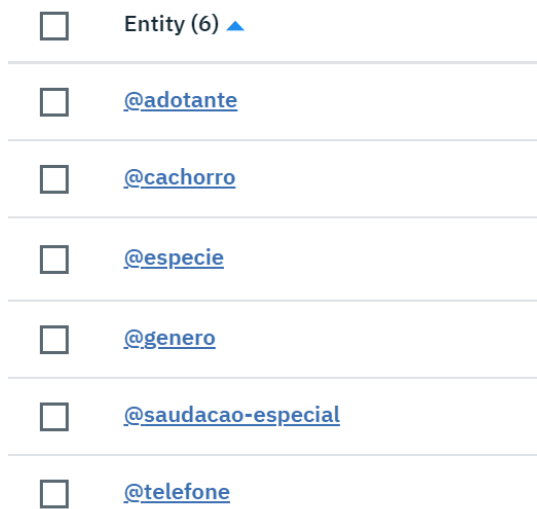 Entity (6)
@adotante
@cachorro
@especie
@genero
@saudacao-especial
@telefone